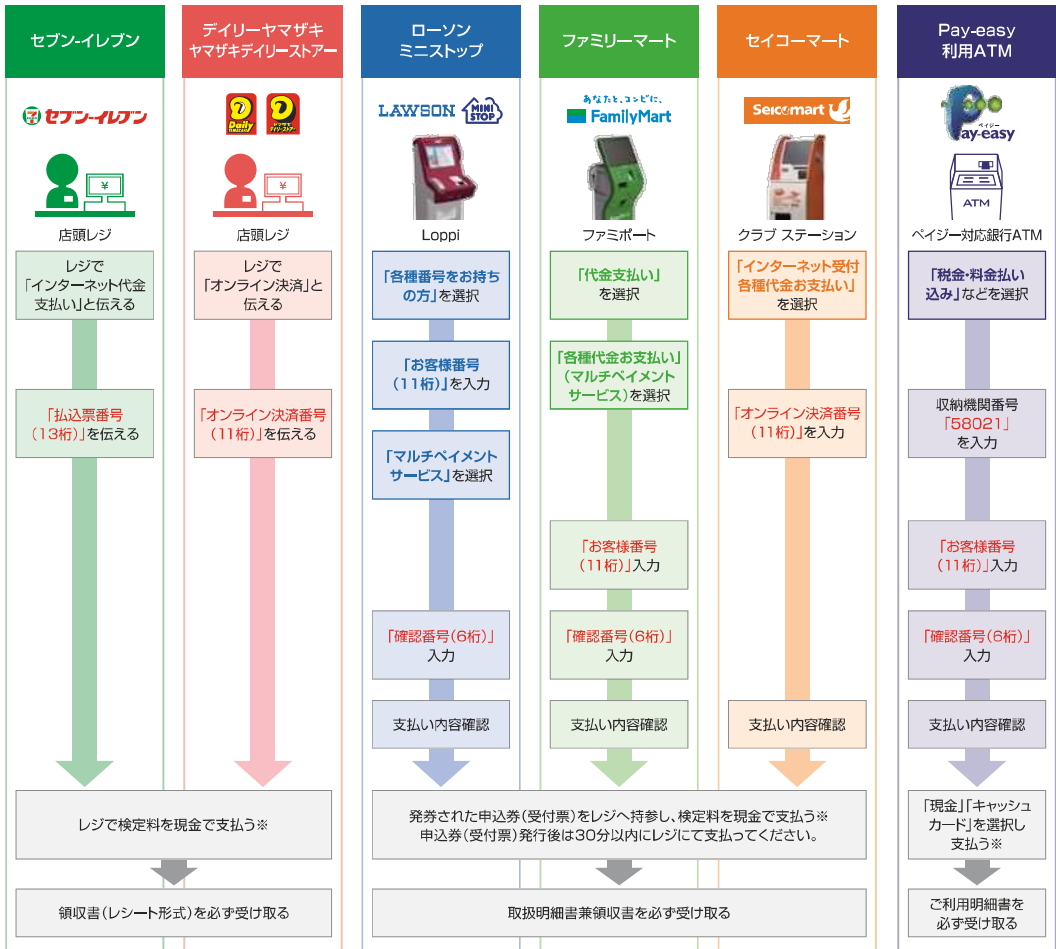 セブン-イレブン
デイリーヤマザキ
ヤマザキデイリーストアー
ローソン
ミニストップ
ファミリーマート
セイコーマート
Pay-easy
利用ATM
セブン-イレブン
Daily
YAMAZAKI
ヤマザキ
デイリーストアー
LAWSON
MINI
STOP
あなたと、コンビに、
FamilyMart
Seicomart
ペイジー
Pay-easy
¥
¥
ATM
店頭レジ
店頭レジ
Loppi
ファミポート
クラブ ステーション
ペイジー対応銀行ATM
レジで
「インターネット代金
支払い」と伝える
「払込票番号
(13桁)」を伝える
レジで
「オンライン決済」と
伝える
「オンライン決済番号
(11桁)」を伝える
「各種番号をお持ち
の方」を選択
「お客様番号
(11桁)」を入力
「マルチペイメント
サービス」を選択
「確認番号(6桁)」
入力
支払い内容確認
「代金支払い」
を選択
「各種代金お支払い」
(マルチペイメント
サービス)を選択
「お客様番号
(11桁)」入力
「確認番号(6桁)」
入力
支払い内容確認
「インターネット受付
各種代金お支払い」
を選択
「オンライン決済番号
(11桁)」を入力
支払い内容確認
「税金・料金払い
込み」などを選択
収納機関番号
「58021」
を入力
「お客様番号
(11桁)」入力
「確認番号(6桁)」
入力
支払い内容確認
レジで検定料を現金で支払う※
発券された申込券(受付票)をレジへ持参し、検定料を現金で支払う※
申込券(受付票)発行後は30分以内にレジにて支払ってください。
「現金」「キャッシュ
カード」を選択し
支払う※
領収書(レシート形式)を必ず受け取る
取扱明細書兼領収書を必ず受け取る
ご利用明細書を
必ず受け取る